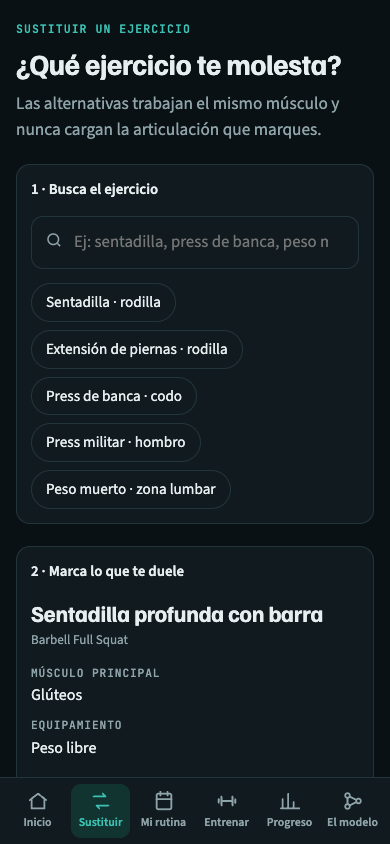 SUSTITUIR UN EJERCICIO
¿Qué ejercicio te molesta?
Las alternativas trabajan el mismo músculo y
nunca cargan la articulación que marques.
1 · Busca el ejercicio
Ej: sentadilla, press de banca, peso n
Sentadilla · rodilla
Extensión de piernas · rodilla
Press de banca · codo
Press militar · hombro
Peso muerto · zona lumbar
2 · Marca lo que te duele
Sentadilla profunda con barra
Barbell Full Squat
MÚSCULO PRINCIPAL
Glúteos
EQUIPAMIENTO
Peso libre
Inicio
Sustituir
Mi rutina
Entrenar
Progreso
El modelo